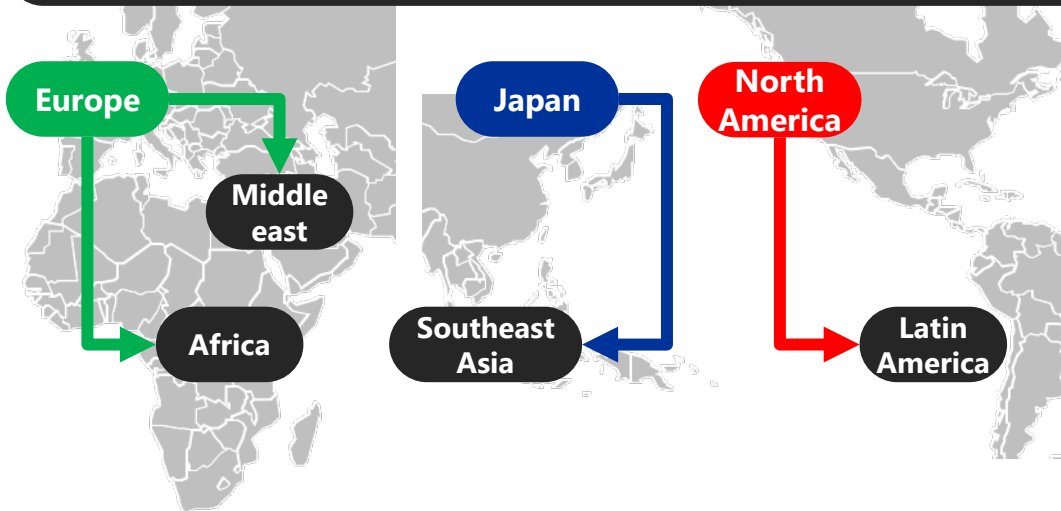 Europe
Japan
North
America
Middle
east
Africa
Southeast
Asia
Latin
America